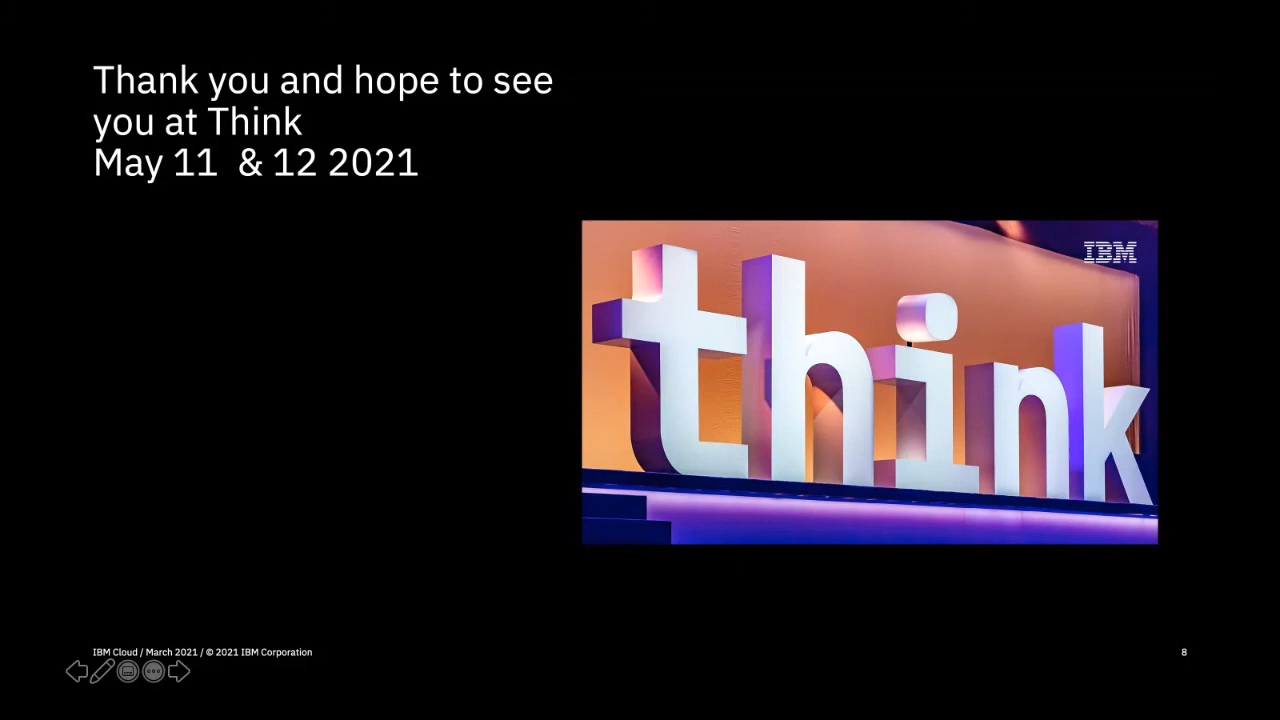 Thank you and hope to see
you at Think
May 11 & 12 2021
IBM
think
IBM Cloud / March 2021 / © 2021 IBM Corporation
8